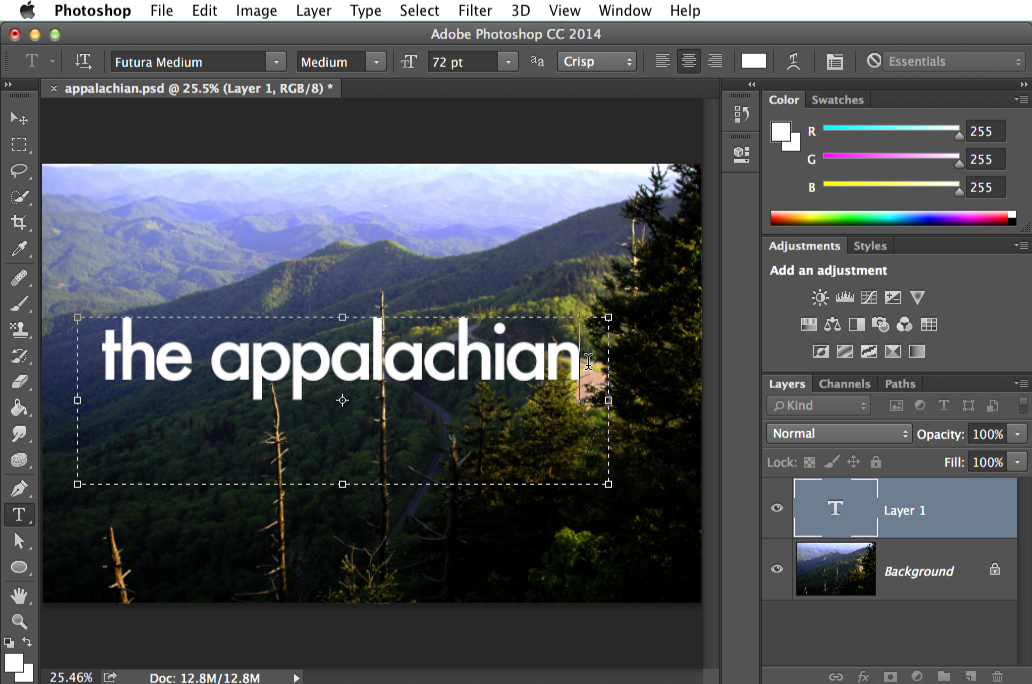 Photoshop File Edit Image Layer Type Select Filter 3D View Window Help
Adobe Photoshop CC 2014
T T Futura Medium Medium TT 72 pt aa Crisp Essentials
× appalachian.psd @ 25.5% (Layer 1, RGB/8) *
Color Swatches
R 255
G 255
B 255
Adjustments Styles
Add an adjustment
the appalachian
Layers Channels Paths
Kind T
Normal Opacity: 100%
Lock: Fill: 100%
T Layer 1
T
Background
25.46% Doc: 12.8M/12.8M fx